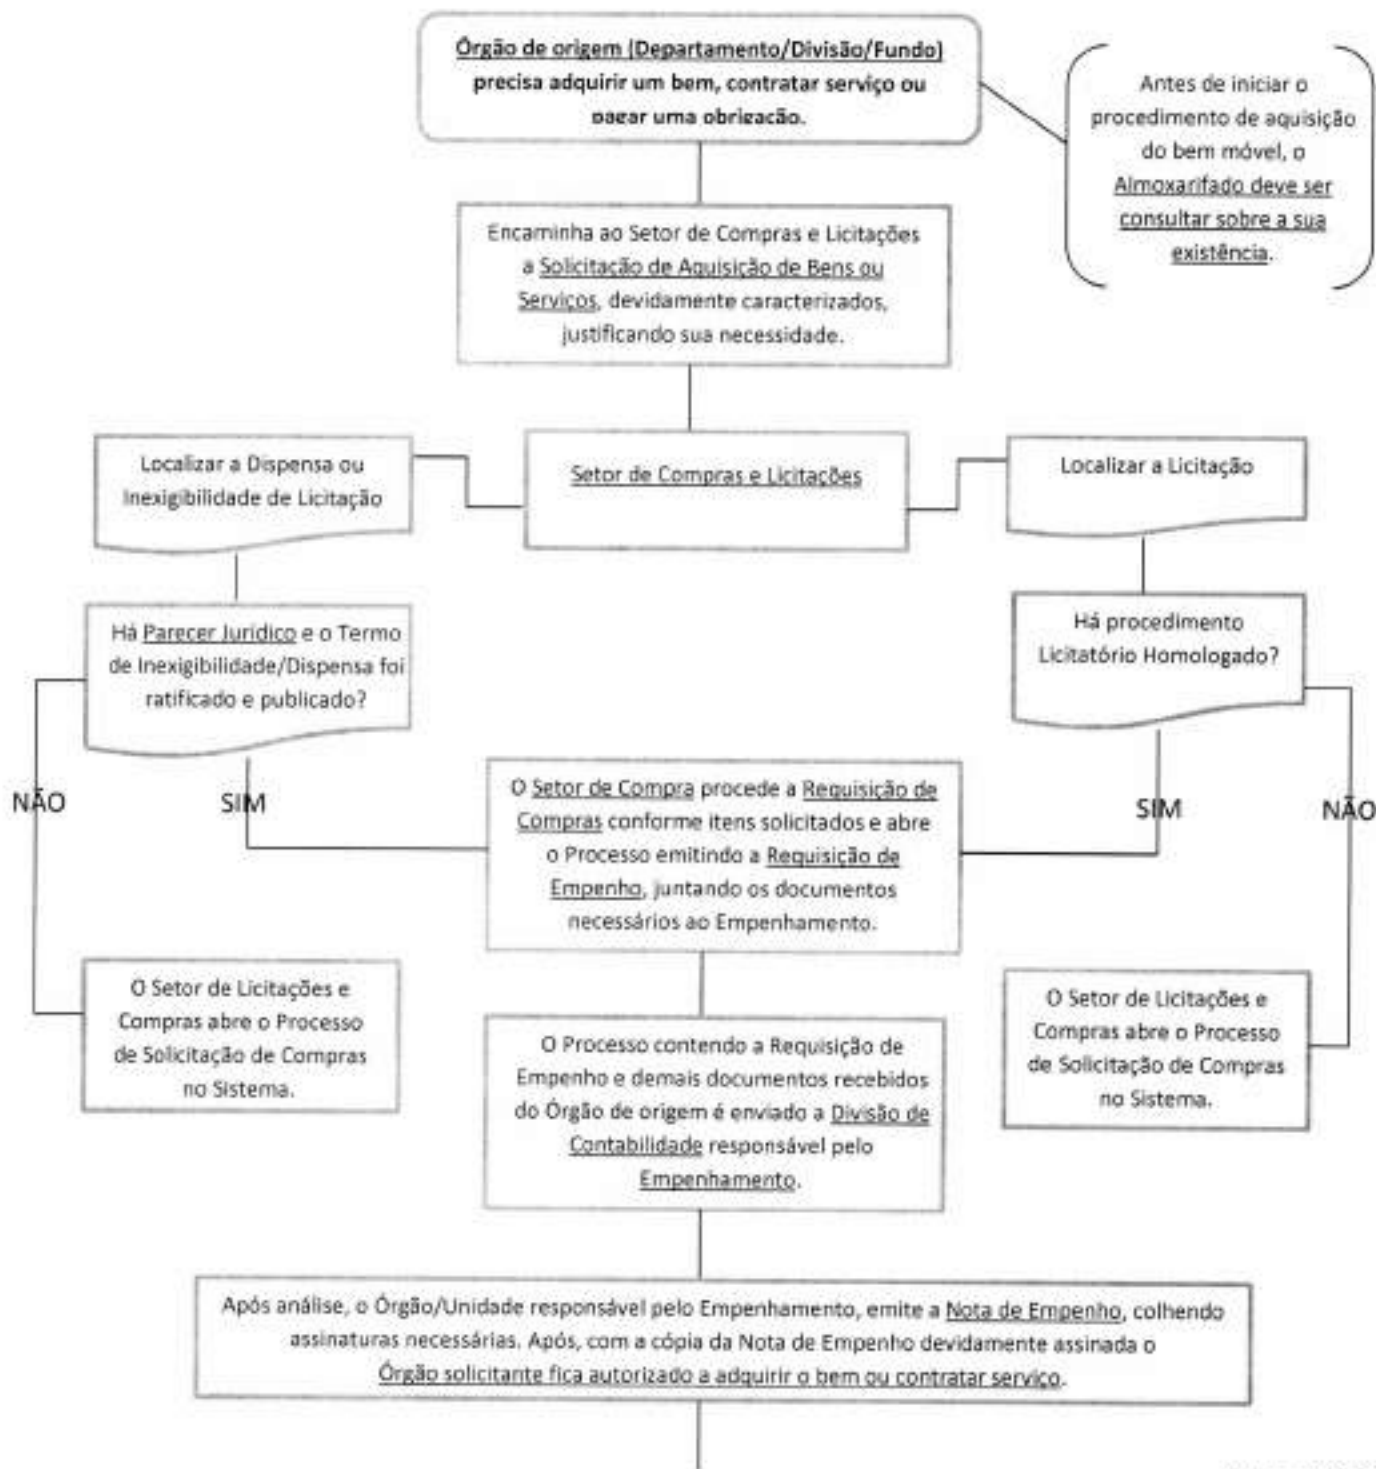 Órgão de origem (Departamento/Divisão/Fundo)
precisa adquirir um bem, contratar serviço ou
pagar uma obrigação.
Antes de iniciar o
procedimento de aquisição
do bem móvel, o
Almoxarifado deve ser
consultar sobre a sua
existência.
Encaminha ao Setor de Compras e Licitações
a Solicitação de Aquisição de Bens ou
Serviços, devidamente caracterizados,
justificando sua necessidade.
Localizar a Dispensa ou
Inexigibilidade de Licitação
Setor de Compras e Licitações
Localizar a Licitação
Há Parecer Jurídico e o Termo
de Inexigibilidade/Dispensa foi
ratificado e publicado?
Há procedimento
Licitatório Homologado?
NÃO
SIM
O Setor de Compra procede a Requisição de
Compras conforme itens solicitados e abre
o Processo emitindo a Requisição de
Empenho, juntando os documentos
necessários ao Empenhamento.
SIM
NÃO
O Setor de Licitações e
Compras abre o Processo
de Solicitação de Compras
no Sistema.
O Processo contendo a Requisição de
Empenho e demais documentos recebidos
do Órgão de origem é enviado a Divisão de
Contabilidade responsável pelo
Empenhamento.
O Setor de Licitações e
Compras abre o Processo
de Solicitação de Compras
no Sistema.
Após análise, o Órgão/Unidade responsável pelo Empenhamento, emite a Nota de Empenho, colhendo
assinaturas necessárias. Após, com a cópia da Nota de Empenho devidamente assinada o
Órgão solicitante fica autorizado a adquirir o bem ou contratar serviço.